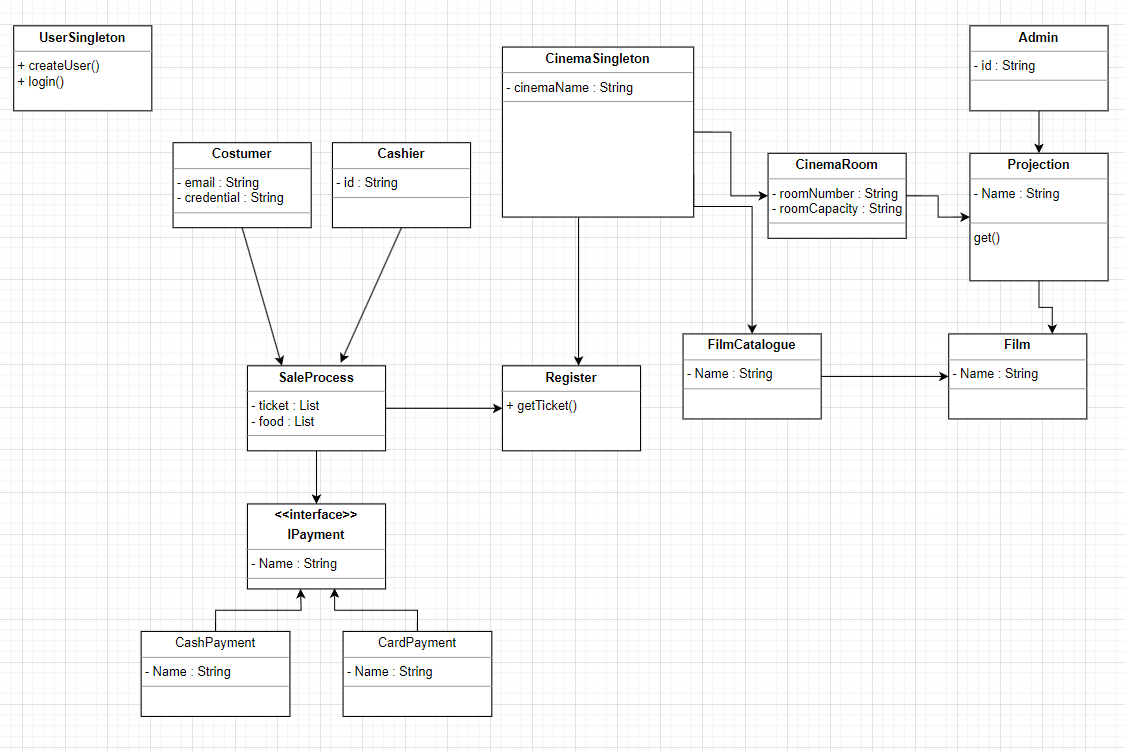 UserSingleton
+ createUser()
+ login()
CinemaSingleton
- cinemaName : String
Admin
- id : String
Costumer
- email : String
- credential : String
Cashier
- id : String
CinemaRoom
- roomNumber : String
- roomCapacity : String
Projection
- Name : String
get()
SaleProcess
- ticket : List
- food : List
Register
+ getTicket()
FilmCatalogue
- Name : String
Film
- Name : String
<<interface>>
IPayment
- Name : String
CashPayment
- Name : String
CardPayment
- Name : String